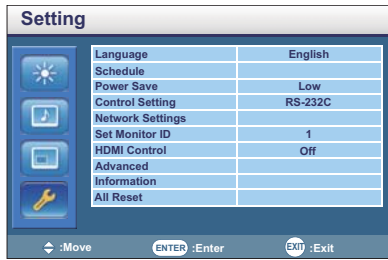 Setting
Language English
Schedule
Power Save Low
Control Setting RS-232C
Network Settings
Set Monitor ID 1
HDMI Control Off
Advanced
Information
All Reset
:Move ENTER :Enter EXIT :Exit